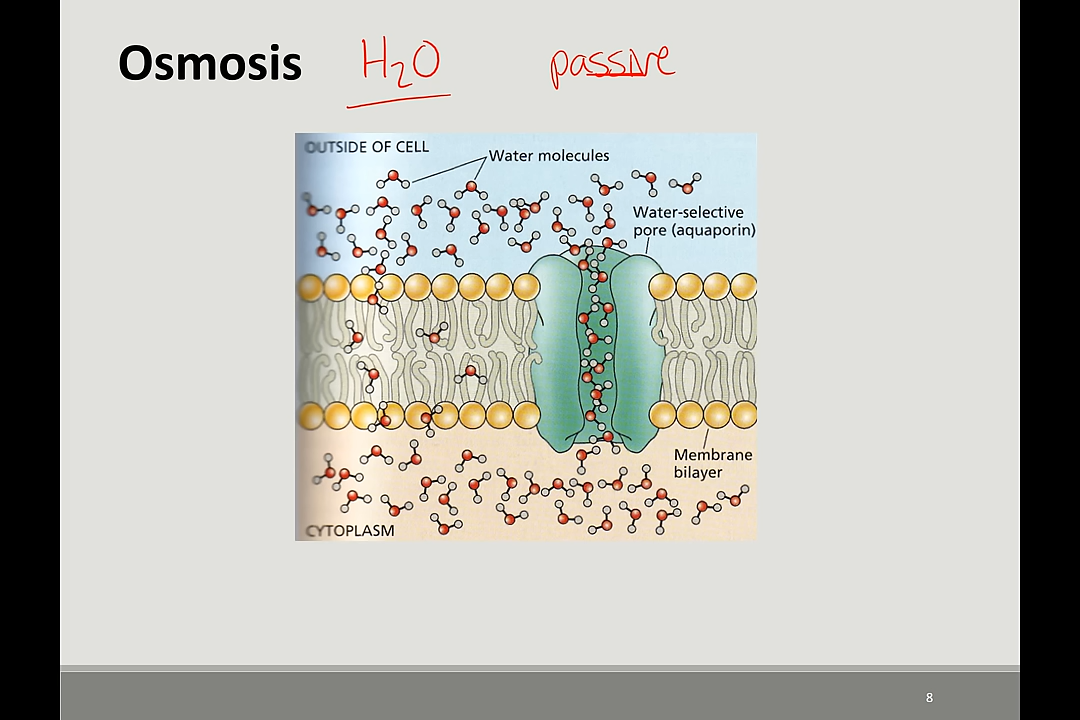 Osmosis H₂O passive
OUTSIDE OF CELL
Water molecules
Water-selective
pore (aquaporin)
Membrane
bilayer
CYTOPLASM
8